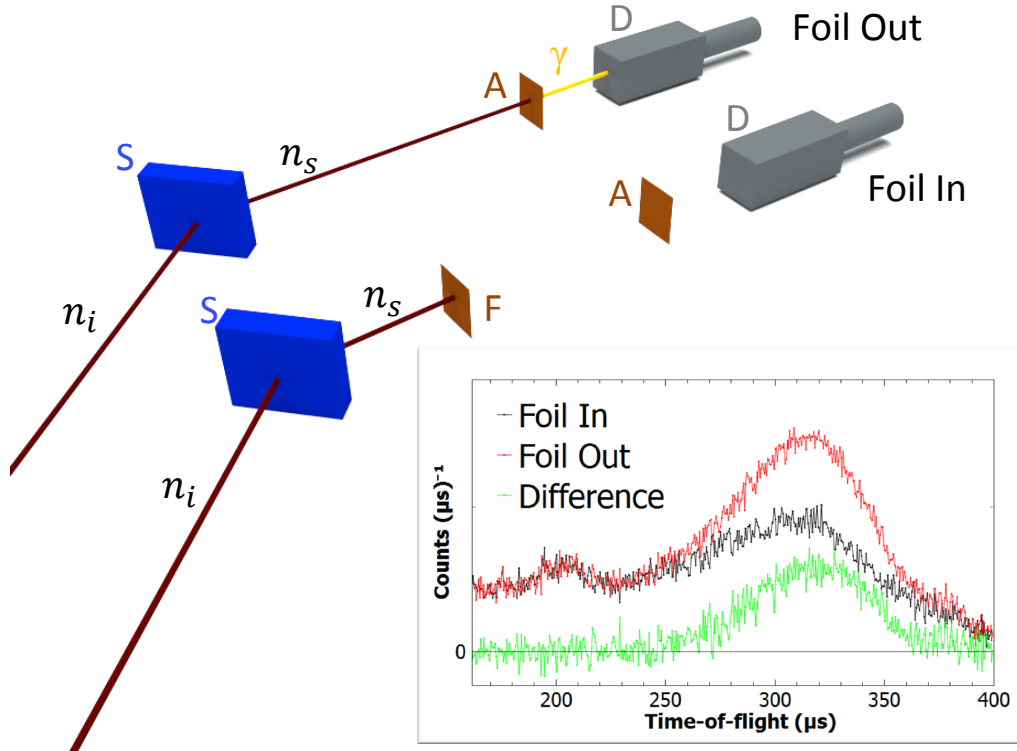 D
Foil Out
γ
A
S
n_s
D
Foil In
A
n_i
S
n_s
F
n_i
Foil In
Foil Out
Difference
Counts (μs)⁻¹
0
200
250
300
350
400
Time-of-flight (μs)